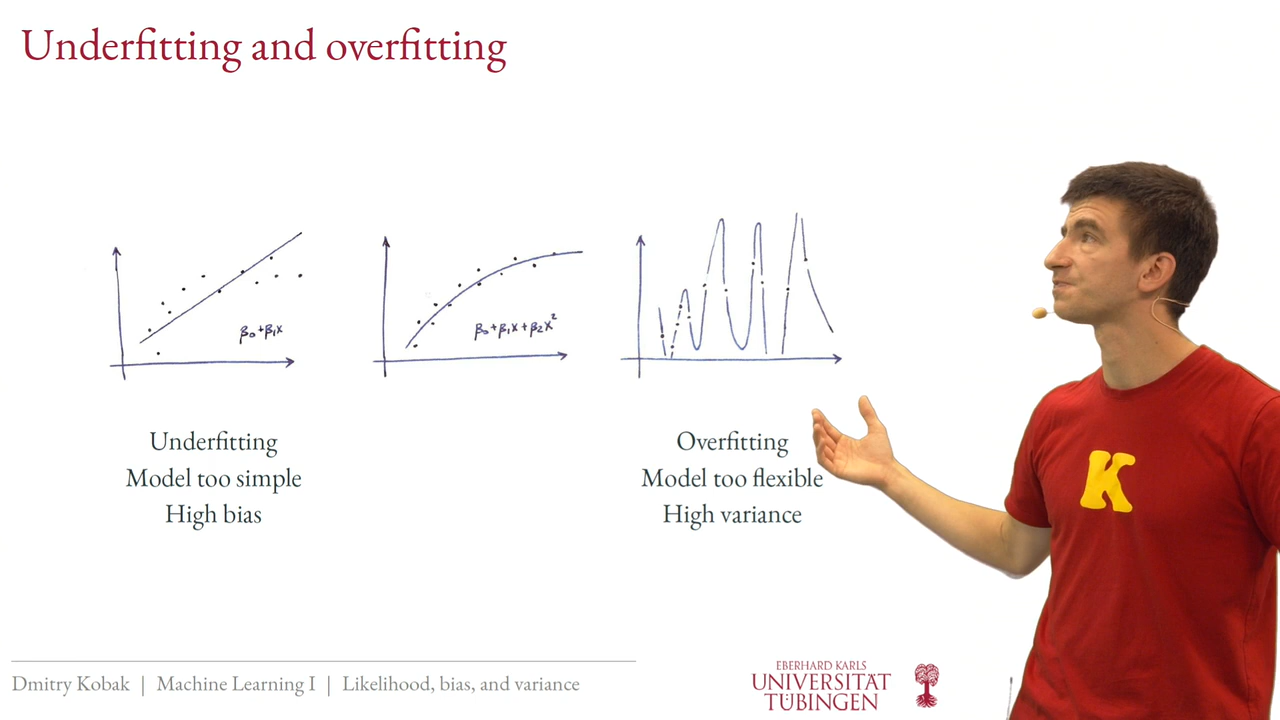 Underfitting and overfitting
β₀+β₁x
β₀+β₁x+β₂x²
Underfitting
Model too simple
High bias
Overfitting
Model too flexible
High variance
K
Dmitry Kobak | Machine Learning I | Likelihood, bias, and variance
EBERHARD KARLS
UNIVERSITÄT
TÜBINGEN